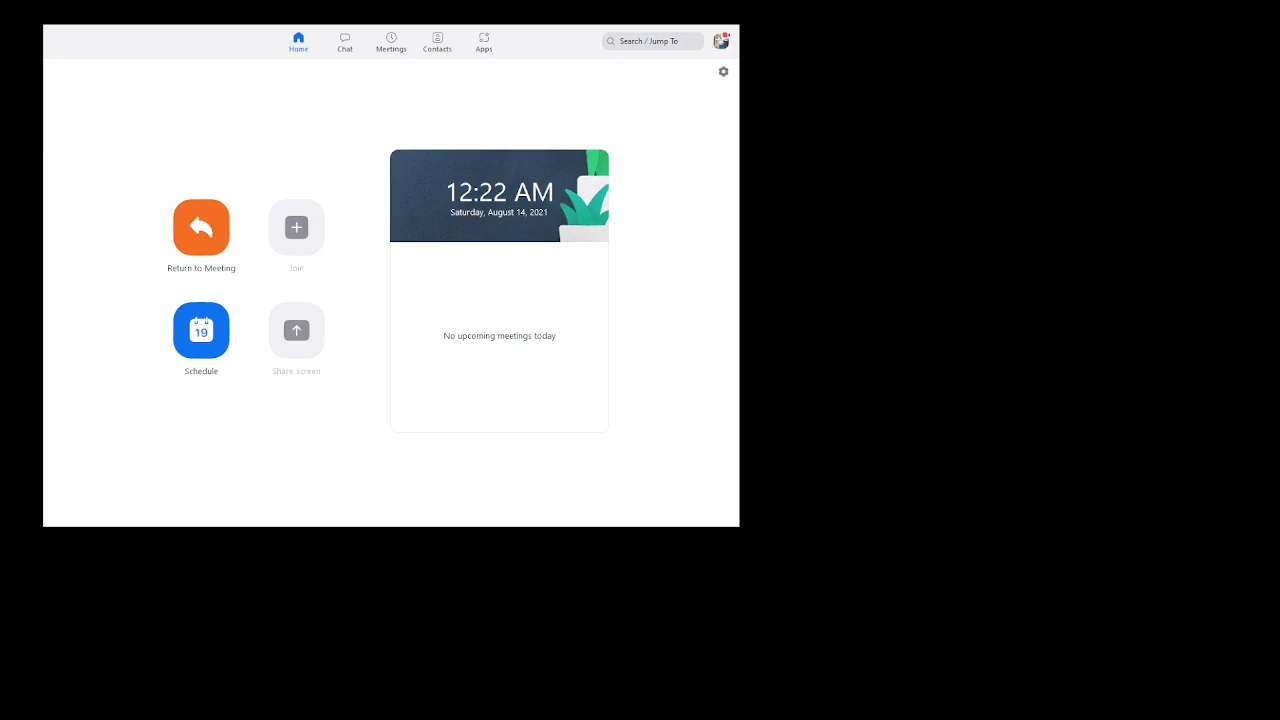 Home
Chat
Meetings
Contacts
Apps
Search / Jump To
12:22 AM
Saturday, August 14, 2021
Return to Meeting
Join
19
Schedule
Share screen
No upcoming meetings today